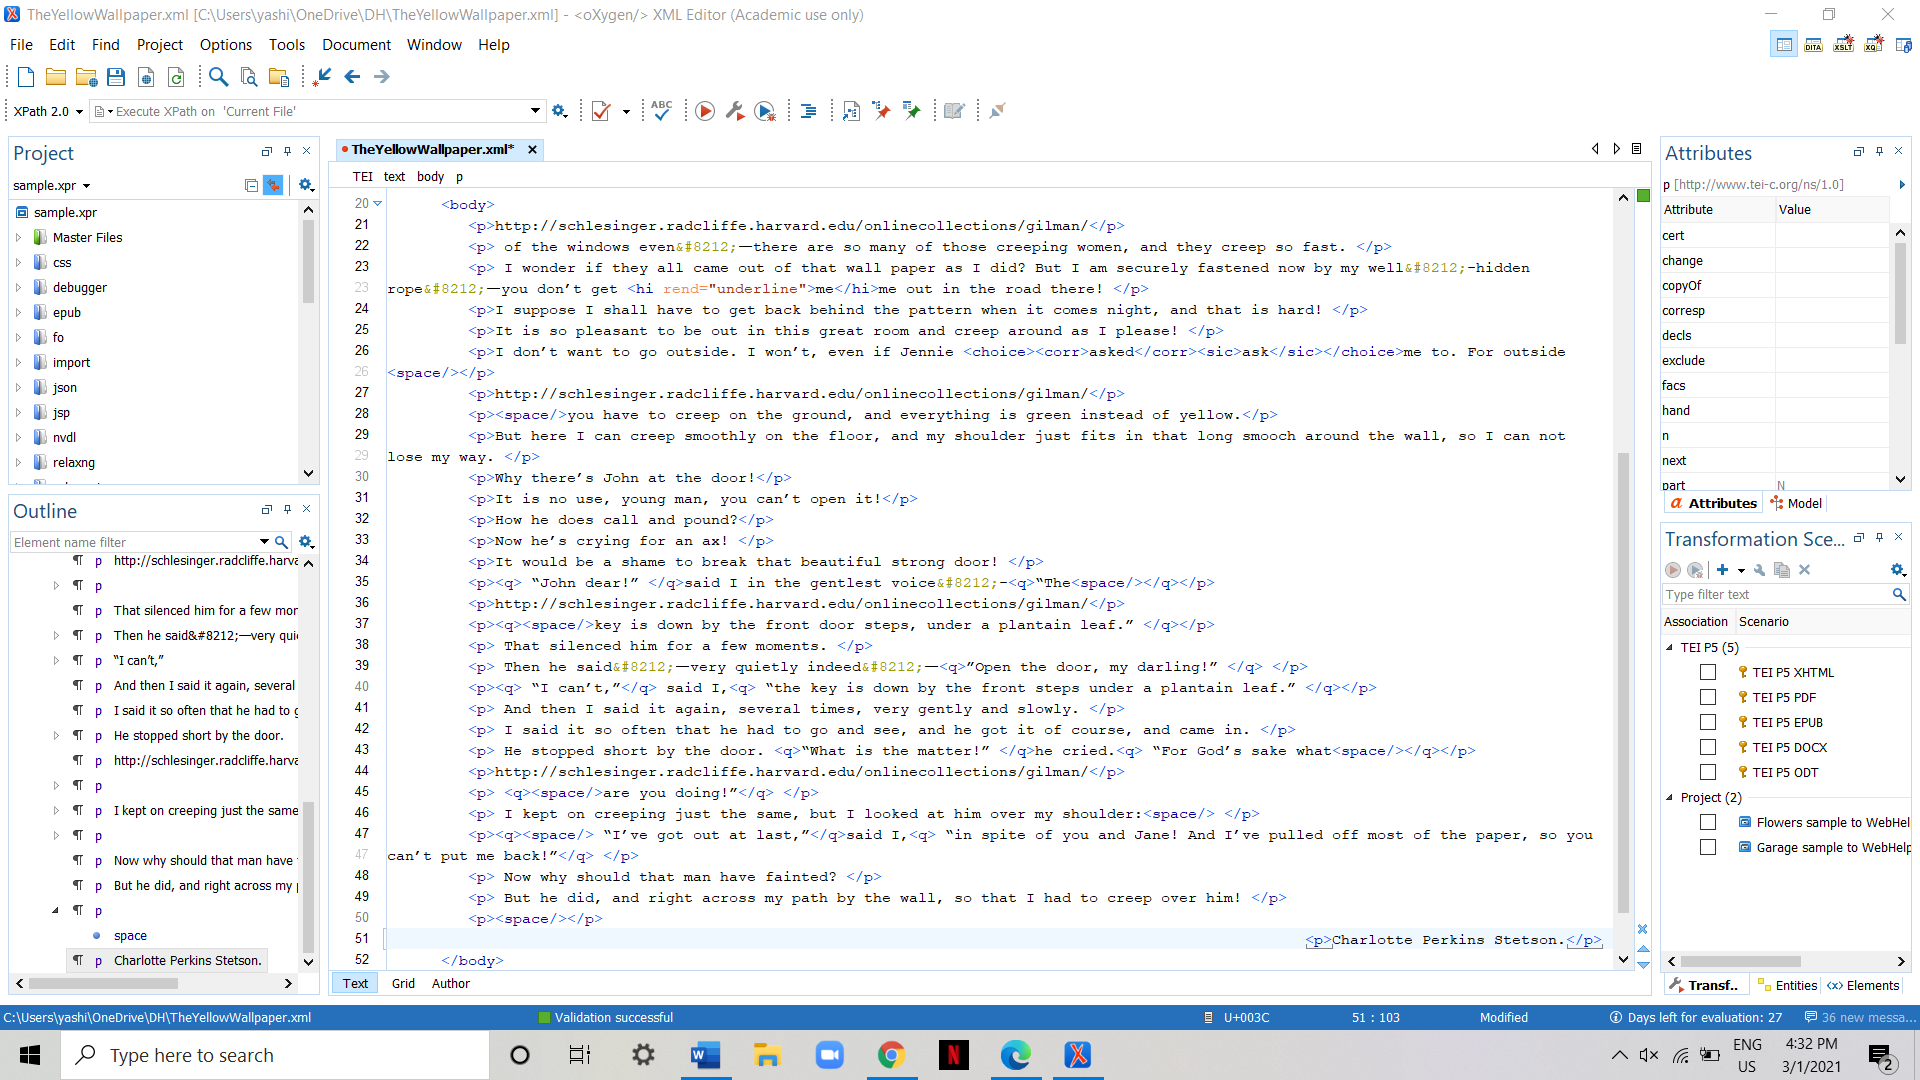 TheYellowWallpaper.xml [C:\Users\yashi\OneDrive\DH\TheYellowWallpaper.xml] - <oXygen/> XML Editor (Academic use only)
File Edit Find Project Options Tools Document Window Help
XPath 2.0 Execute XPath on 'Current File'
Project
sample.xpr
sample.xpr
Master Files
css
debugger
epub
fo
import
json
jsp
nvdl
relaxng
Outline
Element name filter
p http://schlesinger.radcliffe.harva
p
p That silenced him for a few mor
p Then he said&#8212;—very quie
p “I can’t,”
p And then I said it again, several
p I said it so often that he had to g
p He stopped short by the door.
p http://schlesinger.radcliffe.harva
p
p I kept on creeping just the same
p
p Now why should that man have
p But he did, and right across my p
p
space
p Charlotte Perkins Stetson.
TheYellowWallpaper.xml*
TEI text body p
20 <body>
21 <p>http://schlesinger.radcliffe.harvard.edu/onlinecollections/gilman/</p>
22 <p> of the windows even&#8212;—there are so many of those creeping women, and they creep so fast. </p>
23 <p> I wonder if they all came out of that wall paper as I did? But I am securely fastened now by my well&#8212;-hidden
23 rope&#8212;—you don’t get <hi rend="underline">me</hi>me out in the road there! </p>
24 <p>I suppose I shall have to get back behind the pattern when it comes night, and that is hard! </p>
25 <p>It is so pleasant to be out in this great room and creep around as I please! </p>
26 <p>I don’t want to go outside. I won’t, even if Jennie <choice><corr>asked</corr><sic>ask</sic></choice>me to. For outside
26 <space/></p>
27 <p>http://schlesinger.radcliffe.harvard.edu/onlinecollections/gilman/</p>
28 <p><space/>you have to creep on the ground, and everything is green instead of yellow.</p>
29 <p>But here I can creep smoothly on the floor, and my shoulder just fits in that long smooch around the wall, so I can not
29 lose my way. </p>
30 <p>Why there’s John at the door!</p>
31 <p>It is no use, young man, you can’t open it!</p>
32 <p>How he does call and pound?</p>
33 <p>Now he’s crying for an ax! </p>
34 <p>It would be a shame to break that beautiful strong door! </p>
35 <p><q> “John dear!” </q>said I in the gentlest voice&#8212;-<q>“The<space/></q></p>
36 <p>http://schlesinger.radcliffe.harvard.edu/onlinecollections/gilman/</p>
37 <p><q><space/>key is down by the front door steps, under a plantain leaf.” </q></p>
38 <p> That silenced him for a few moments. </p>
39 <p> Then he said&#8212;—very quietly indeed&#8212;—<q>”Open the door, my darling!” </q> </p>
40 <p><q> “I can’t,”</q> said I,<q> “the key is down by the front steps under a plantain leaf.” </q></p>
41 <p> And then I said it again, several times, very gently and slowly. </p>
42 <p> I said it so often that he had to go and see, and he got it of course, and came in. </p>
43 <p> He stopped short by the door. <q>“What is the matter!” </q>he cried.<q> “For God’s sake what<space/></q></p>
44 <p>http://schlesinger.radcliffe.harvard.edu/onlinecollections/gilman/</p>
45 <p> <q><space/>are you doing!”</q> </p>
46 <p> I kept on creeping just the same, but I looked at him over my shoulder:<space/> </p>
47 <p><q><space/> “I’ve got out at last,”</q>said I,<q> “in spite of you and Jane! And I’ve pulled off most of the paper, so you
47 can’t put me back!”</q> </p>
48 <p> Now why should that man have fainted? </p>
49 <p> But he did, and right across my path by the wall, so that I had to creep over him! </p>
50 <p><space/></p>
51 <p>Charlotte Perkins Stetson.</p>
52 </body>
Text Grid Author
Attributes
p [http://www.tei-c.org/ns/1.0]
Attribute Value
cert
change
copyOf
corresp
decls
exclude
facs
hand
n
next
part N
Attributes Model
Transformation Sce...
Type filter text
Association Scenario
TEI P5 (5)
TEI P5 XHTML
TEI P5 PDF
TEI P5 EPUB
TEI P5 DOCX
TEI P5 ODT
Project (2)
Flowers sample to WebHel
Garage sample to WebHelp
Transf.. Entities Elements
C:\Users\yashi\OneDrive\DH\TheYellowWallpaper.xml Validation successful U+003C 51 : 103 Modified Days left for evaluation: 27 36 new messa...
Type here to search
ENG
US
4:32 PM
3/1/2021
2